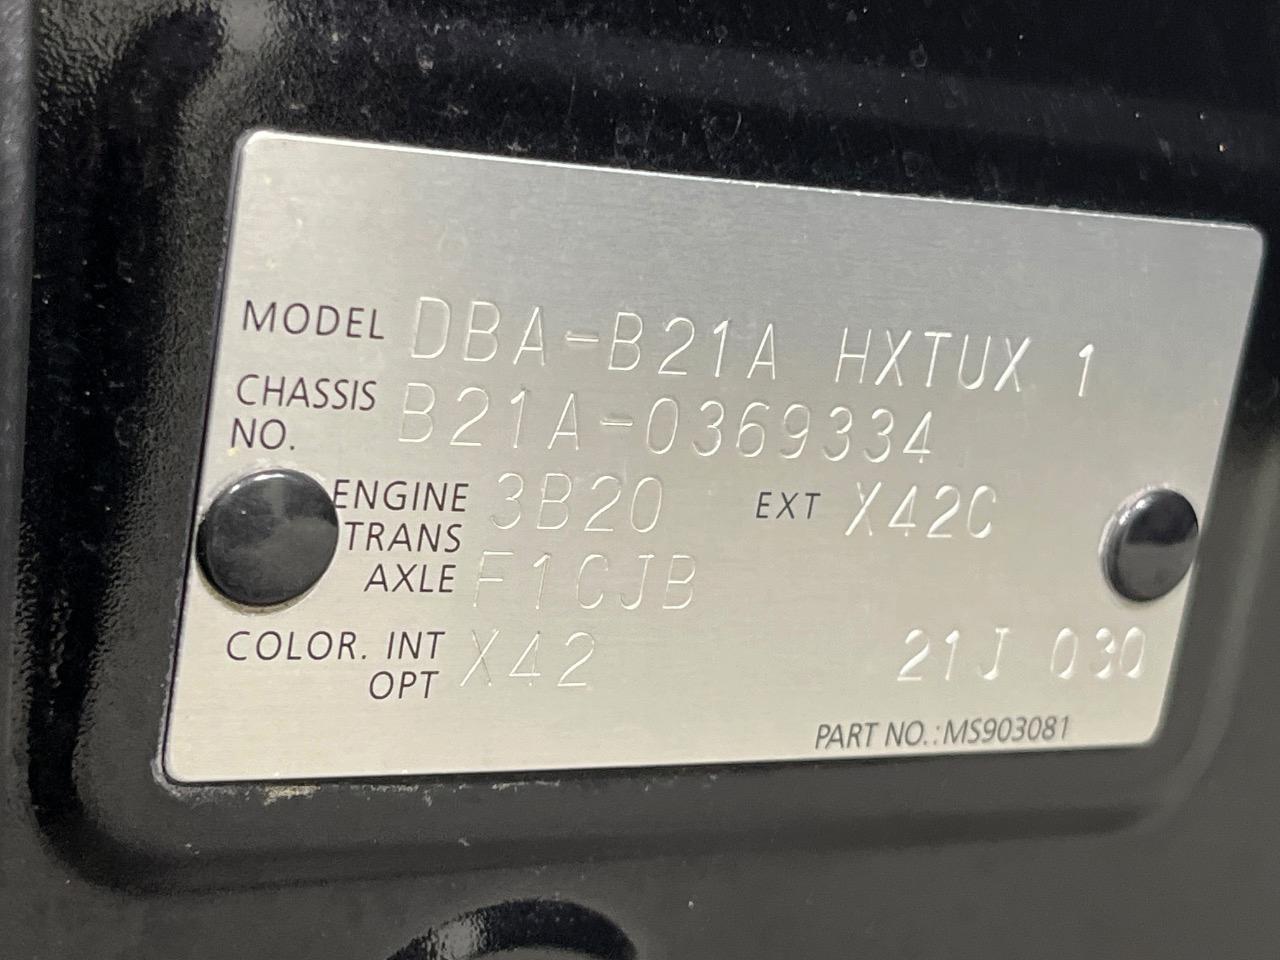 MODEL DBA-B21A HXTUX 1
CHASSIS NO. B21A-0369334
ENGINE 3B20 EXT X42C
TRANS AXLE F1CJB
COLOR. INT OPT X42 21J 030
PART NO.:MS903081